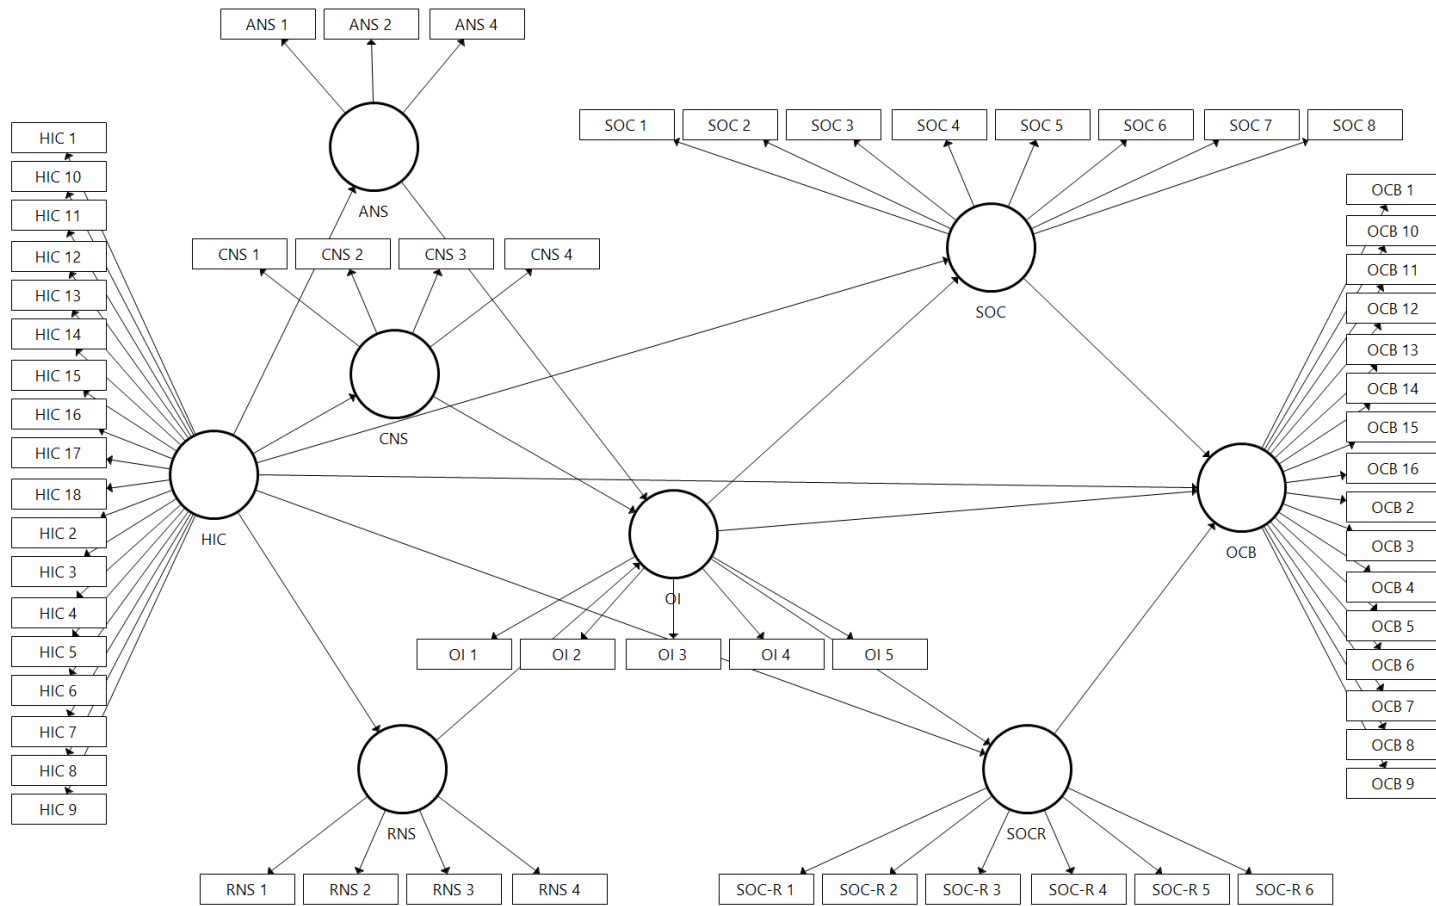 ANS 1
ANS 2
ANS 4
ANS
HIC 1
HIC 10
HIC 11
HIC 12
HIC 13
HIC 14
HIC 15
HIC 16
HIC 17
HIC 18
HIC 2
HIC 3
HIC 4
HIC 5
HIC 6
HIC 7
HIC 8
HIC 9
HIC
CNS 1
CNS 2
CNS 3
CNS 4
CNS
SOC 1
SOC 2
SOC 3
SOC 4
SOC 5
SOC 6
SOC 7
SOC 8
SOC
OI
OI 1
OI 2
OI 3
OI 4
OI 5
OCB 1
OCB 10
OCB 11
OCB 12
OCB 13
OCB 14
OCB 15
OCB 16
OCB 2
OCB 3
OCB 4
OCB 5
OCB 6
OCB 7
OCB 8
OCB 9
OCB
RNS
RNS 1
RNS 2
RNS 3
RNS 4
SOCR
SOC-R 1
SOC-R 2
SOC-R 3
SOC-R 4
SOC-R 5
SOC-R 6